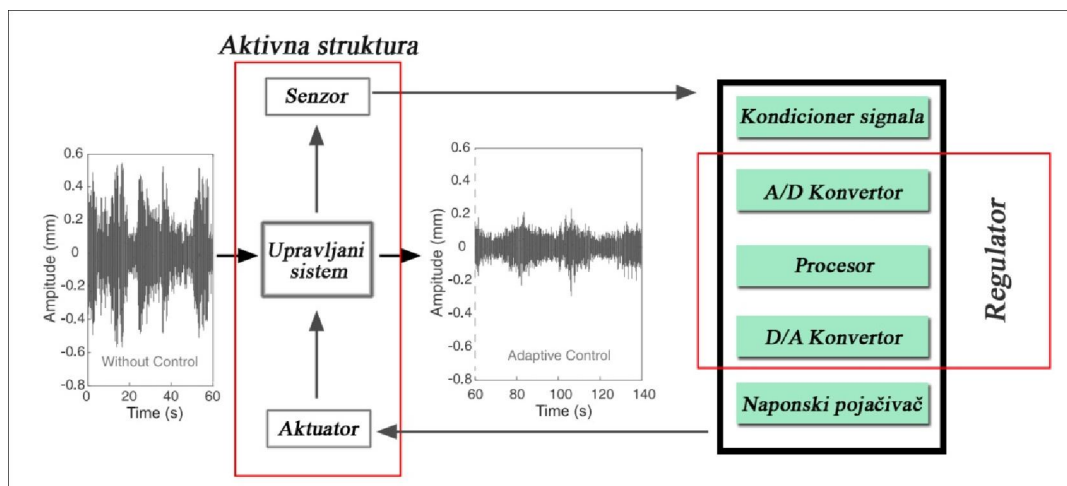 Aktivna struktura
Senzor
Upravljani
sistem
Aktuator
Ampitude (mm)
0.6
0.4
0.2
0
-0.2
-0.4
-0.6
-0.8
Without Control
0
20
40
60
Time (s)
Ampitude (mm)
0.6
0.4
0.2
0
-0.2
-0.4
-0.6
-0.8
Adaptive Control
60
80
100
120
140
Time (s)
Kondicioner signala
A/D Konvertor
Procesor
D/A Konvertor
Naponski pojačivač
Regulator